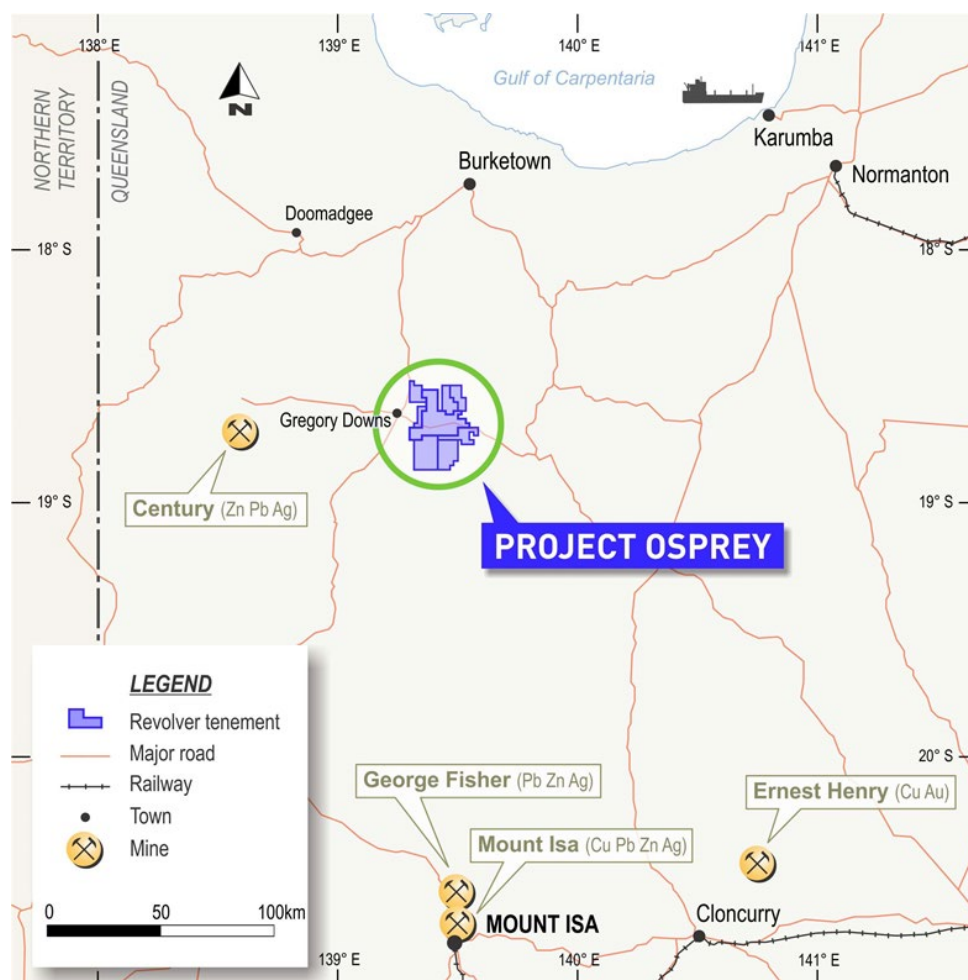 138° E
139° E
140° E
141° E
NORTHERN
TERRITORY
QUEENSLAND
N
Gulf of Carpentaria
Karumba
Burketown
Normanton
Doomadgee
18° S
18° S
Gregory Downs
Century (Zn Pb Ag)
19° S
19° S
PROJECT OSPREY
LEGEND
Revolver tenement
Major road
Railway
Town
Mine
0
50
100km
20° S
George Fisher (Pb Zn Ag)
Ernest Henry (Cu Au)
Mount Isa (Cu Pb Zn Ag)
MOUNT ISA
Cloncurry
139° E
140° E
141° E